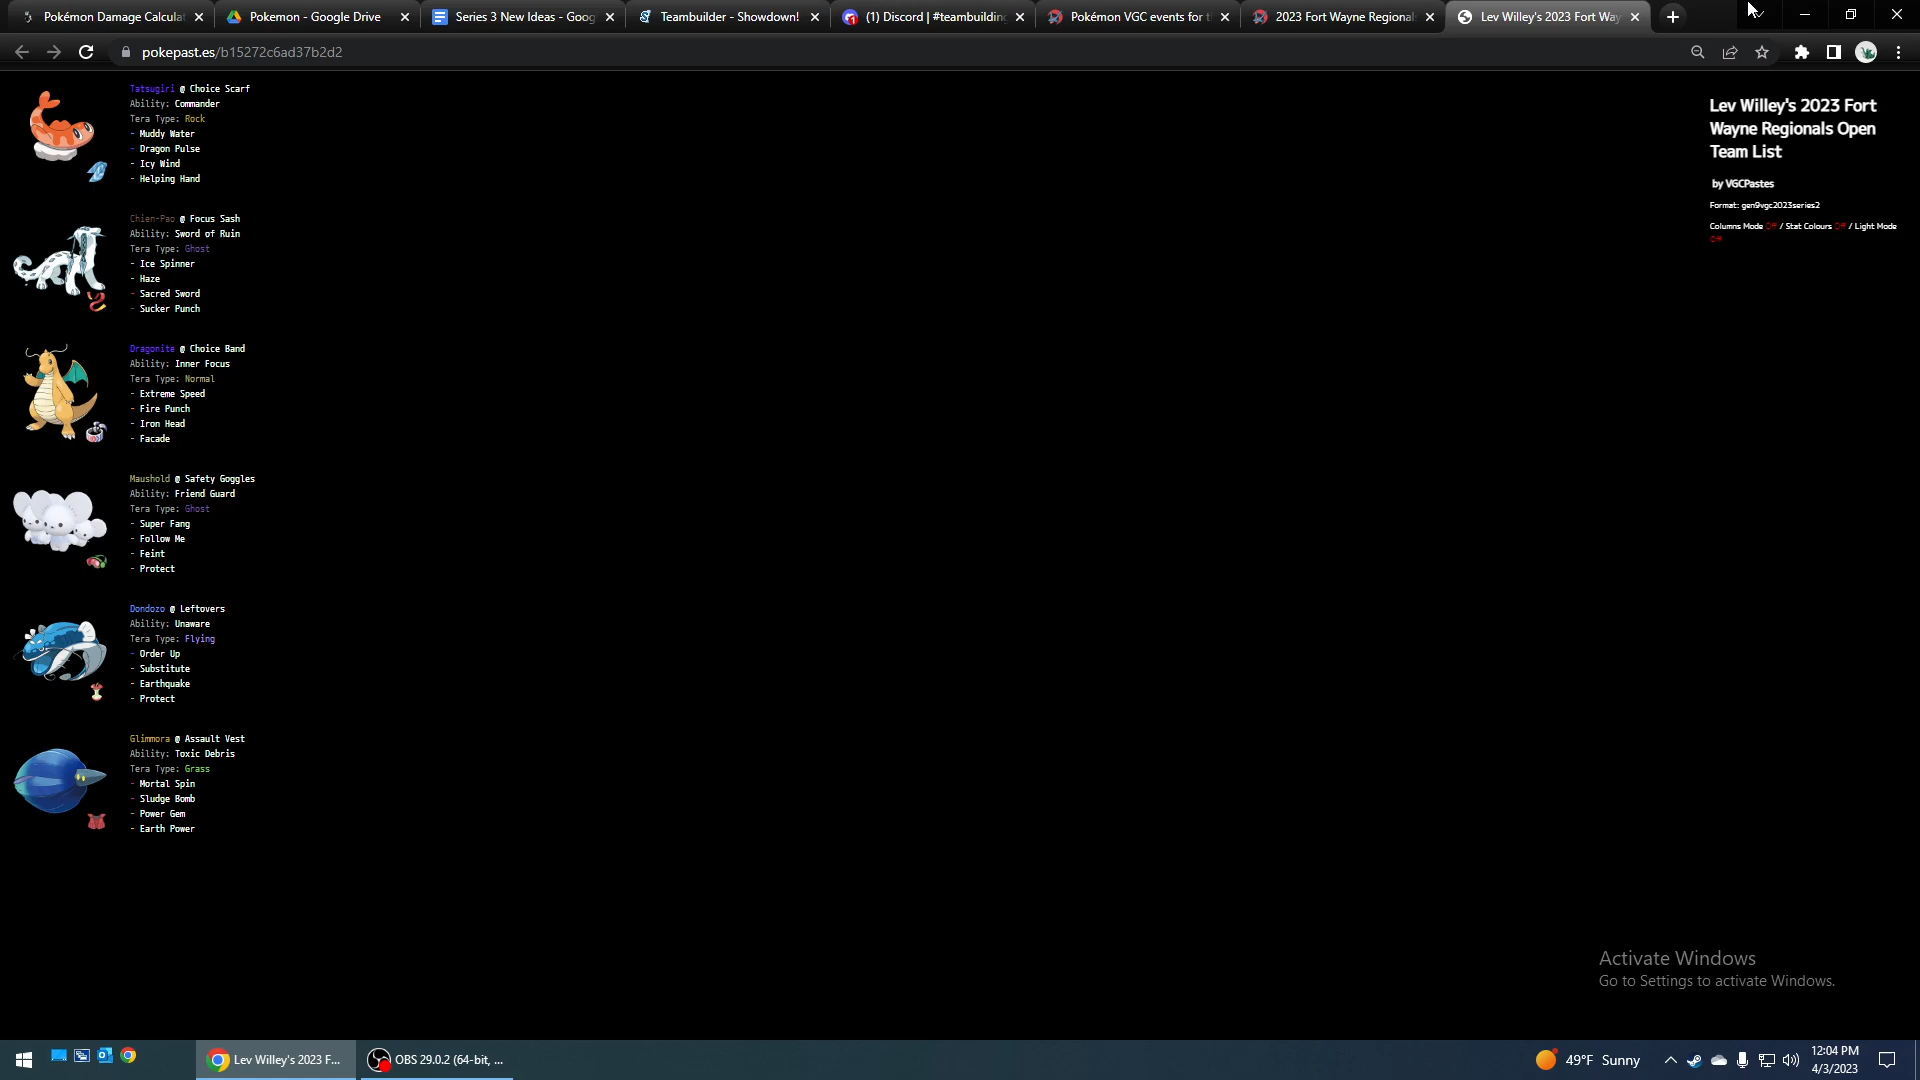 Pokémon Damage Calculat
Pokemon - Google Drive
Series 3 New Ideas - Goog
Teambuilder - Showdown!
(1) Discord | #teambuilding
Pokémon VGC events for t
2023 Fort Wayne Regional
Lev Willey's 2023 Fort Way
pokepast.es/b15272c6ad37b2d2
Tatsugiri @ Choice Scarf
Ability: Commander
Tera Type: Rock
- Muddy Water
- Dragon Pulse
- Icy Wind
- Helping Hand
Chien-Pao @ Focus Sash
Ability: Sword of Ruin
Tera Type: Ghost
- Ice Spinner
- Haze
- Sacred Sword
- Sucker Punch
Dragonite @ Choice Band
Ability: Inner Focus
Tera Type: Normal
- Extreme Speed
- Fire Punch
- Iron Head
- Facade
Maushold @ Safety Goggles
Ability: Friend Guard
Tera Type: Ghost
- Super Fang
- Follow Me
- Feint
- Protect
Dondozo @ Leftovers
Ability: Unaware
Tera Type: Flying
- Order Up
- Substitute
- Earthquake
- Protect
Glimmora @ Assault Vest
Ability: Toxic Debris
Tera Type: Grass
- Mortal Spin
- Sludge Bomb
- Power Gem
- Earth Power
Lev Willey's 2023 Fort
Wayne Regionals Open
Team List
by VGCPastes
Format: gen9vgc2023series2
Columns Mode Off / Stat Colours Off / Light Mode
Off
Activate Windows
Go to Settings to activate Windows.
Lev Willey's 2023 F...
OBS 29.0.2 (64-bit, ...
49°F Sunny
12:04 PM
4/3/2023